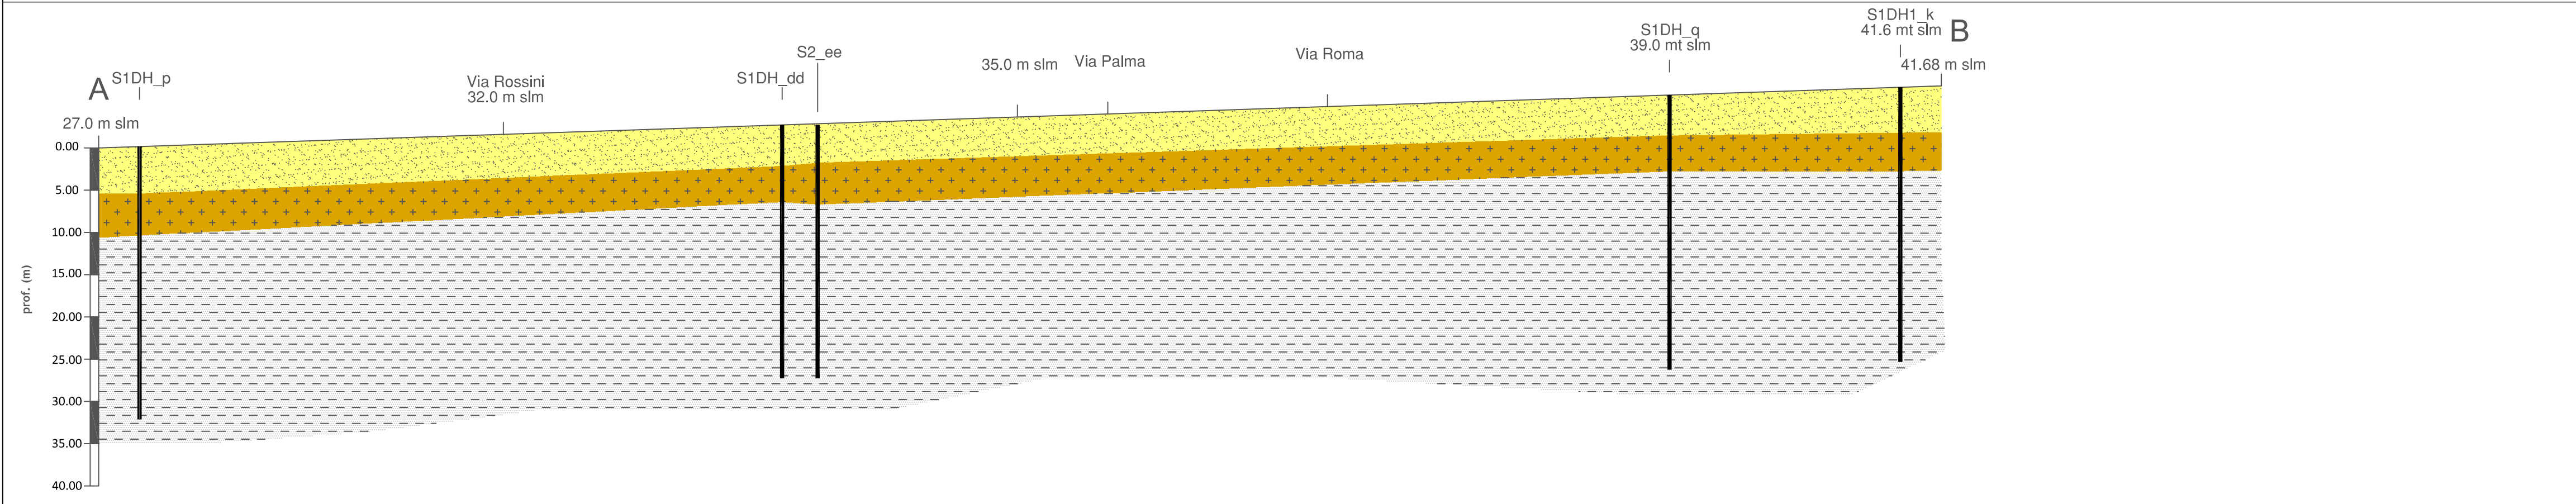 A
S1DH_p
27.0 m slm
Via Rossini
32.0 m slm
S1DH_dd
S2_ee
35.0 m slm
Via Palma
Via Roma
S1DH_q
39.0 mt slm
S1DH1_k
41.6 mt slm
B
41.68 m slm
prof. (m)
0.00
5.00
10.00
15.00
20.00
25.00
30.00
35.00
40.00